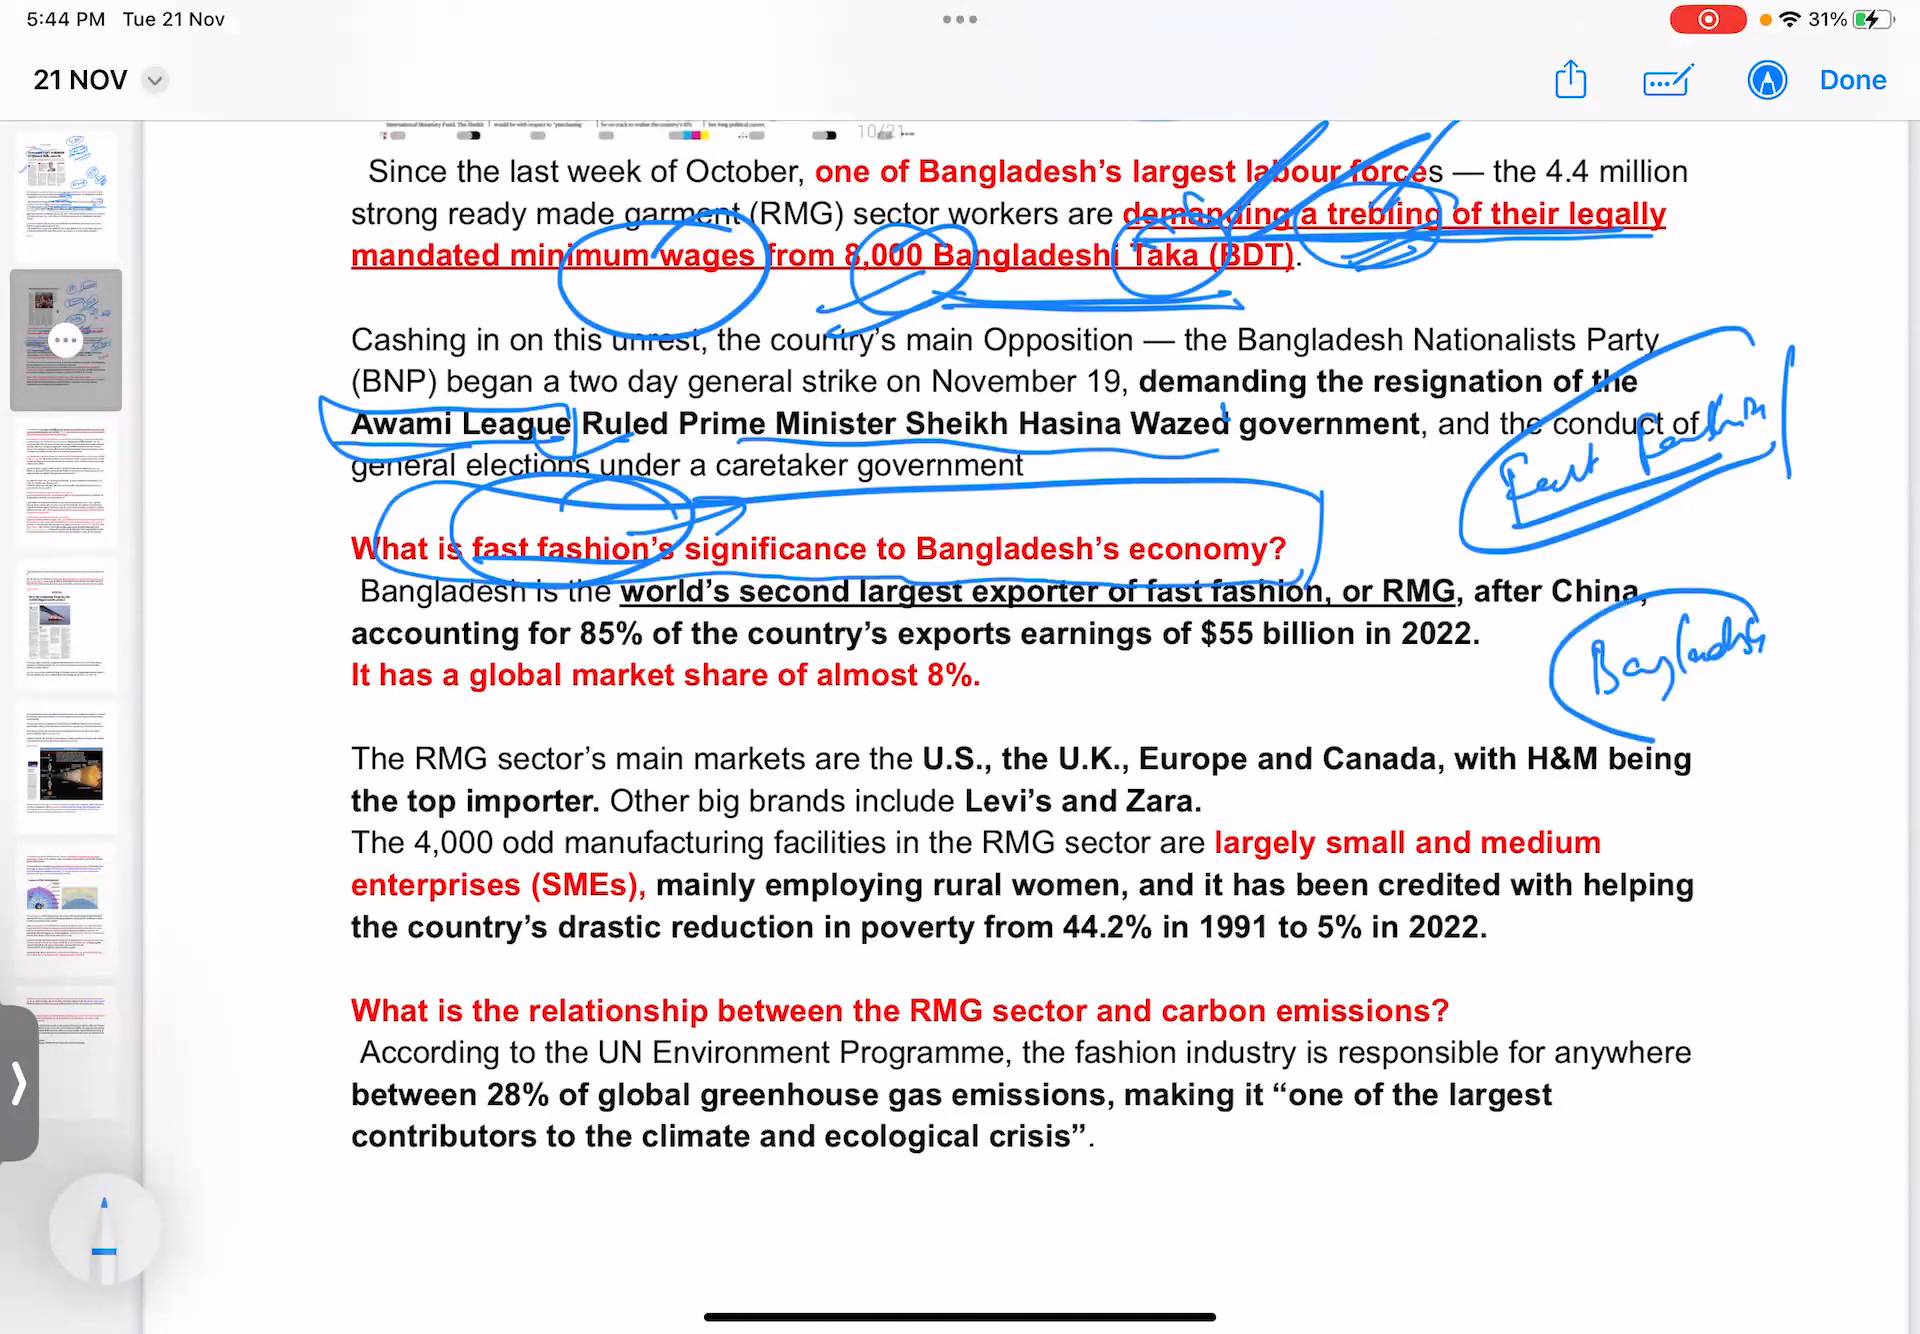 5:44 PM Tue 21 Nov
31%
21 NOV
Done
10/21
Since the last week of October, one of Bangladesh's largest labour forces — the 4.4 million
strong ready made garment (RMG) sector workers are demanding a trebling of their legally
mandated minimum wages from 8,000 Bangladeshi Taka (BDT).
Cashing in on this unrest, the country's main Opposition — the Bangladesh Nationalists Party
(BNP) began a two day general strike on November 19, demanding the resignation of the
Awami League Ruled Prime Minister Sheikh Hasina Wazed government, and the conduct of
general elections under a caretaker government
Fast Fashion
What is fast fashion's significance to Bangladesh's economy?
Bangladesh is the world's second largest exporter of fast fashion, or RMG, after China,
accounting for 85% of the country's exports earnings of $55 billion in 2022.
It has a global market share of almost 8%.
Bangladesh
The RMG sector's main markets are the U.S., the U.K., Europe and Canada, with H&M being
the top importer. Other big brands include Levi's and Zara.
The 4,000 odd manufacturing facilities in the RMG sector are largely small and medium
enterprises (SMEs), mainly employing rural women, and it has been credited with helping
the country's drastic reduction in poverty from 44.2% in 1991 to 5% in 2022.
What is the relationship between the RMG sector and carbon emissions?
According to the UN Environment Programme, the fashion industry is responsible for anywhere
between 28% of global greenhouse gas emissions, making it “one of the largest
contributors to the climate and ecological crisis”.